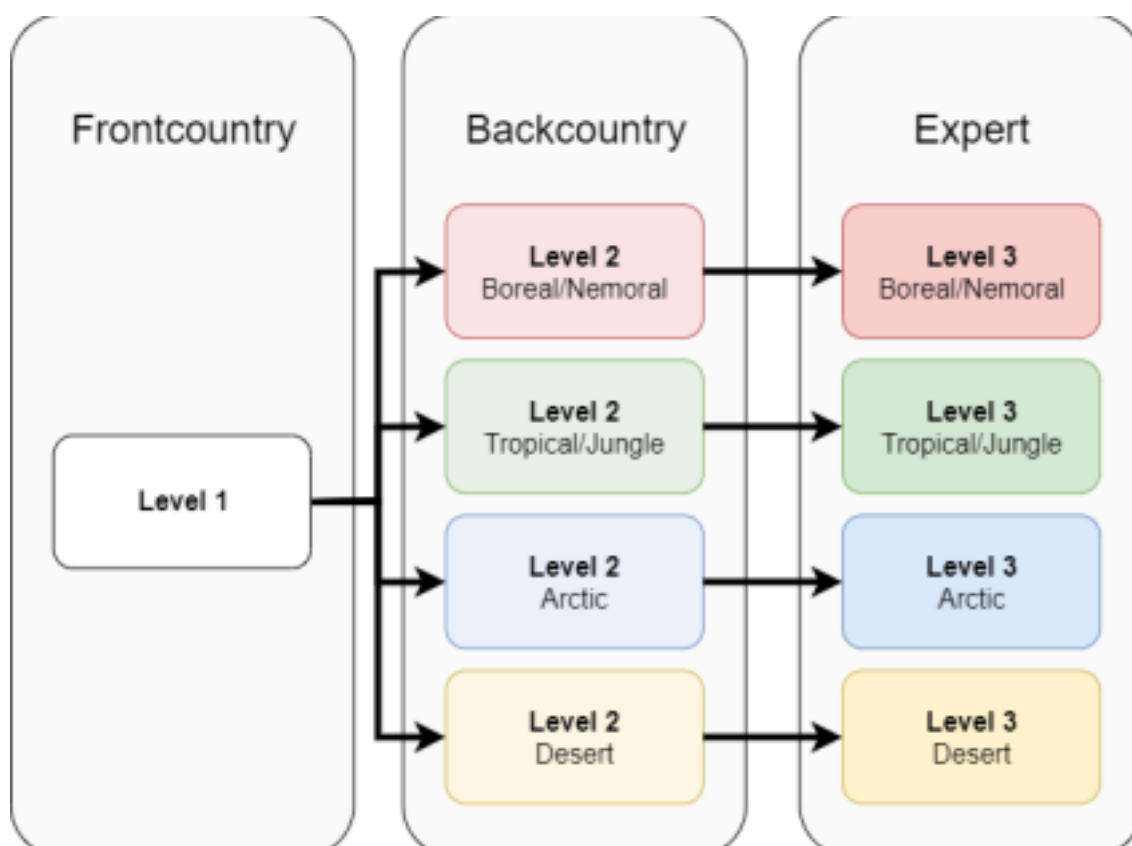 Frontcountry
Backcountry
Expert
Level 1
Level 2
Boreal/Nemoral
Level 3
Boreal/Nemoral
Level 2
Tropical/Jungle
Level 3
Tropical/Jungle
Level 2
Arctic
Level 3
Arctic
Level 2
Desert
Level 3
Desert